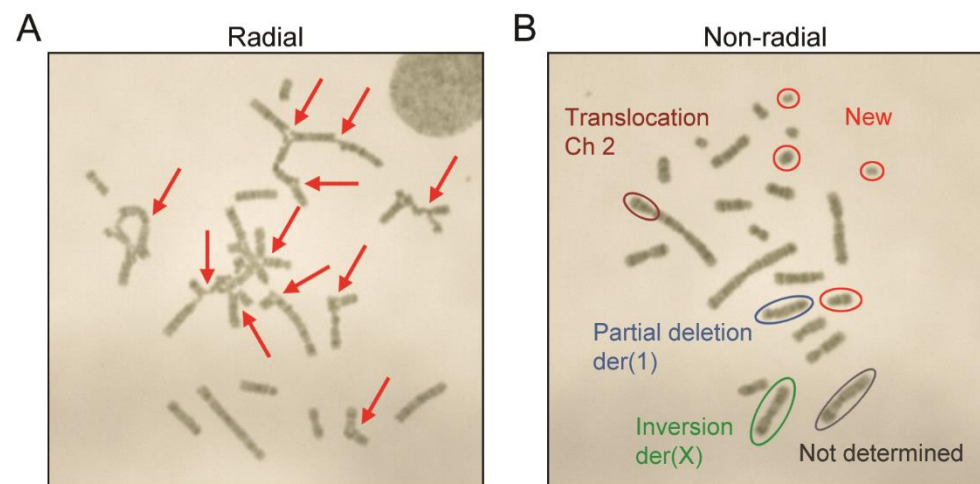 A
Radial
B
Non-radial
Translocation
Ch 2
New
Partial deletion
der(1)
Inversion
der(X)
Not determined